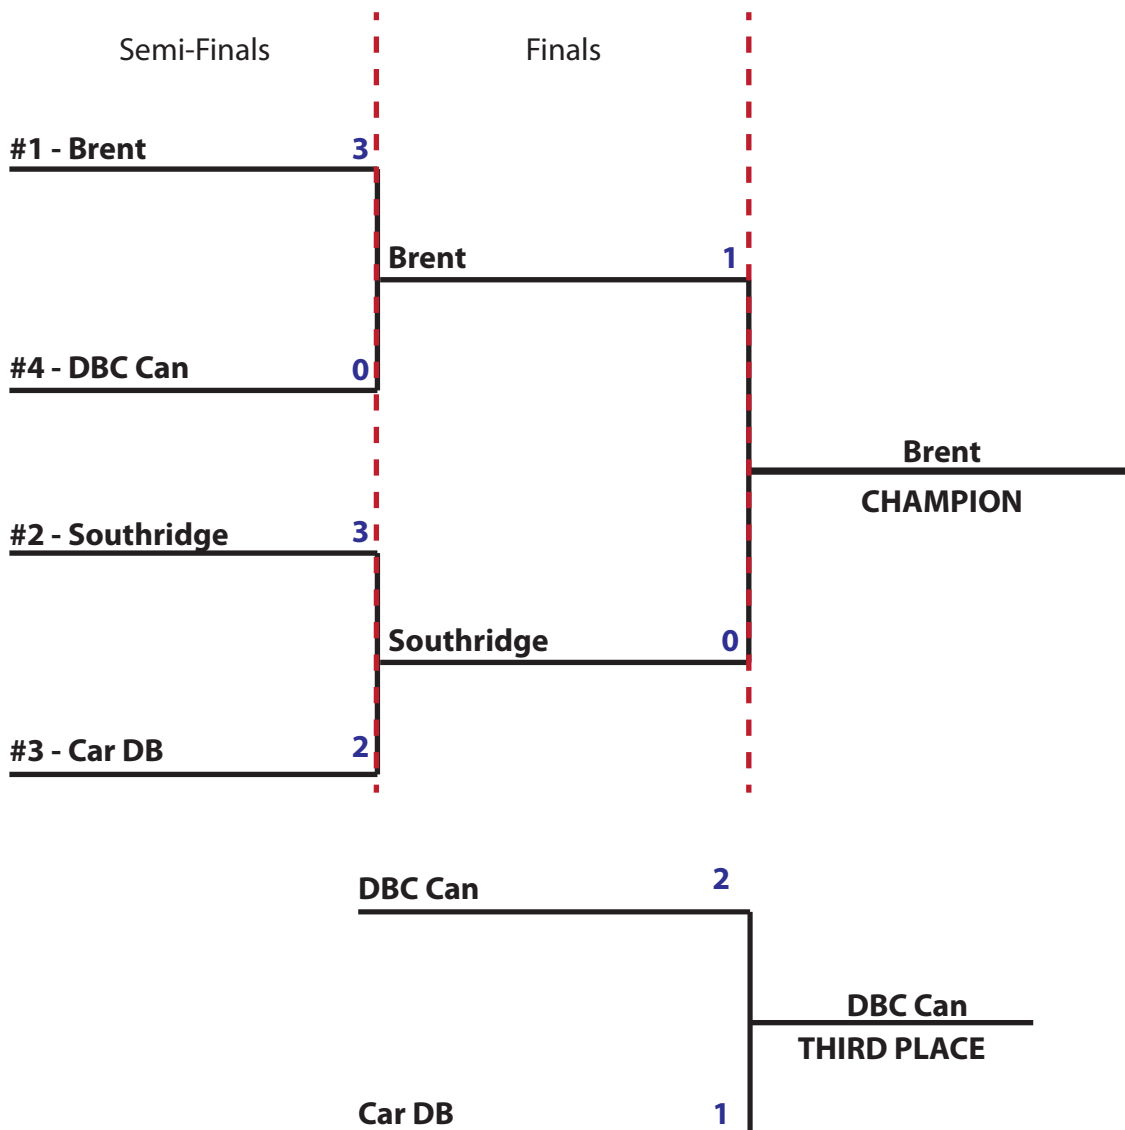 Semi-Finals
Finals
#1 - Brent 3
Brent 1
#4 - DBC Can 0
Brent
CHAMPION
#2 - Southridge 3
Southridge 0
#3 - Car DB 2
DBC Can 2
DBC Can
THIRD PLACE
Car DB 1